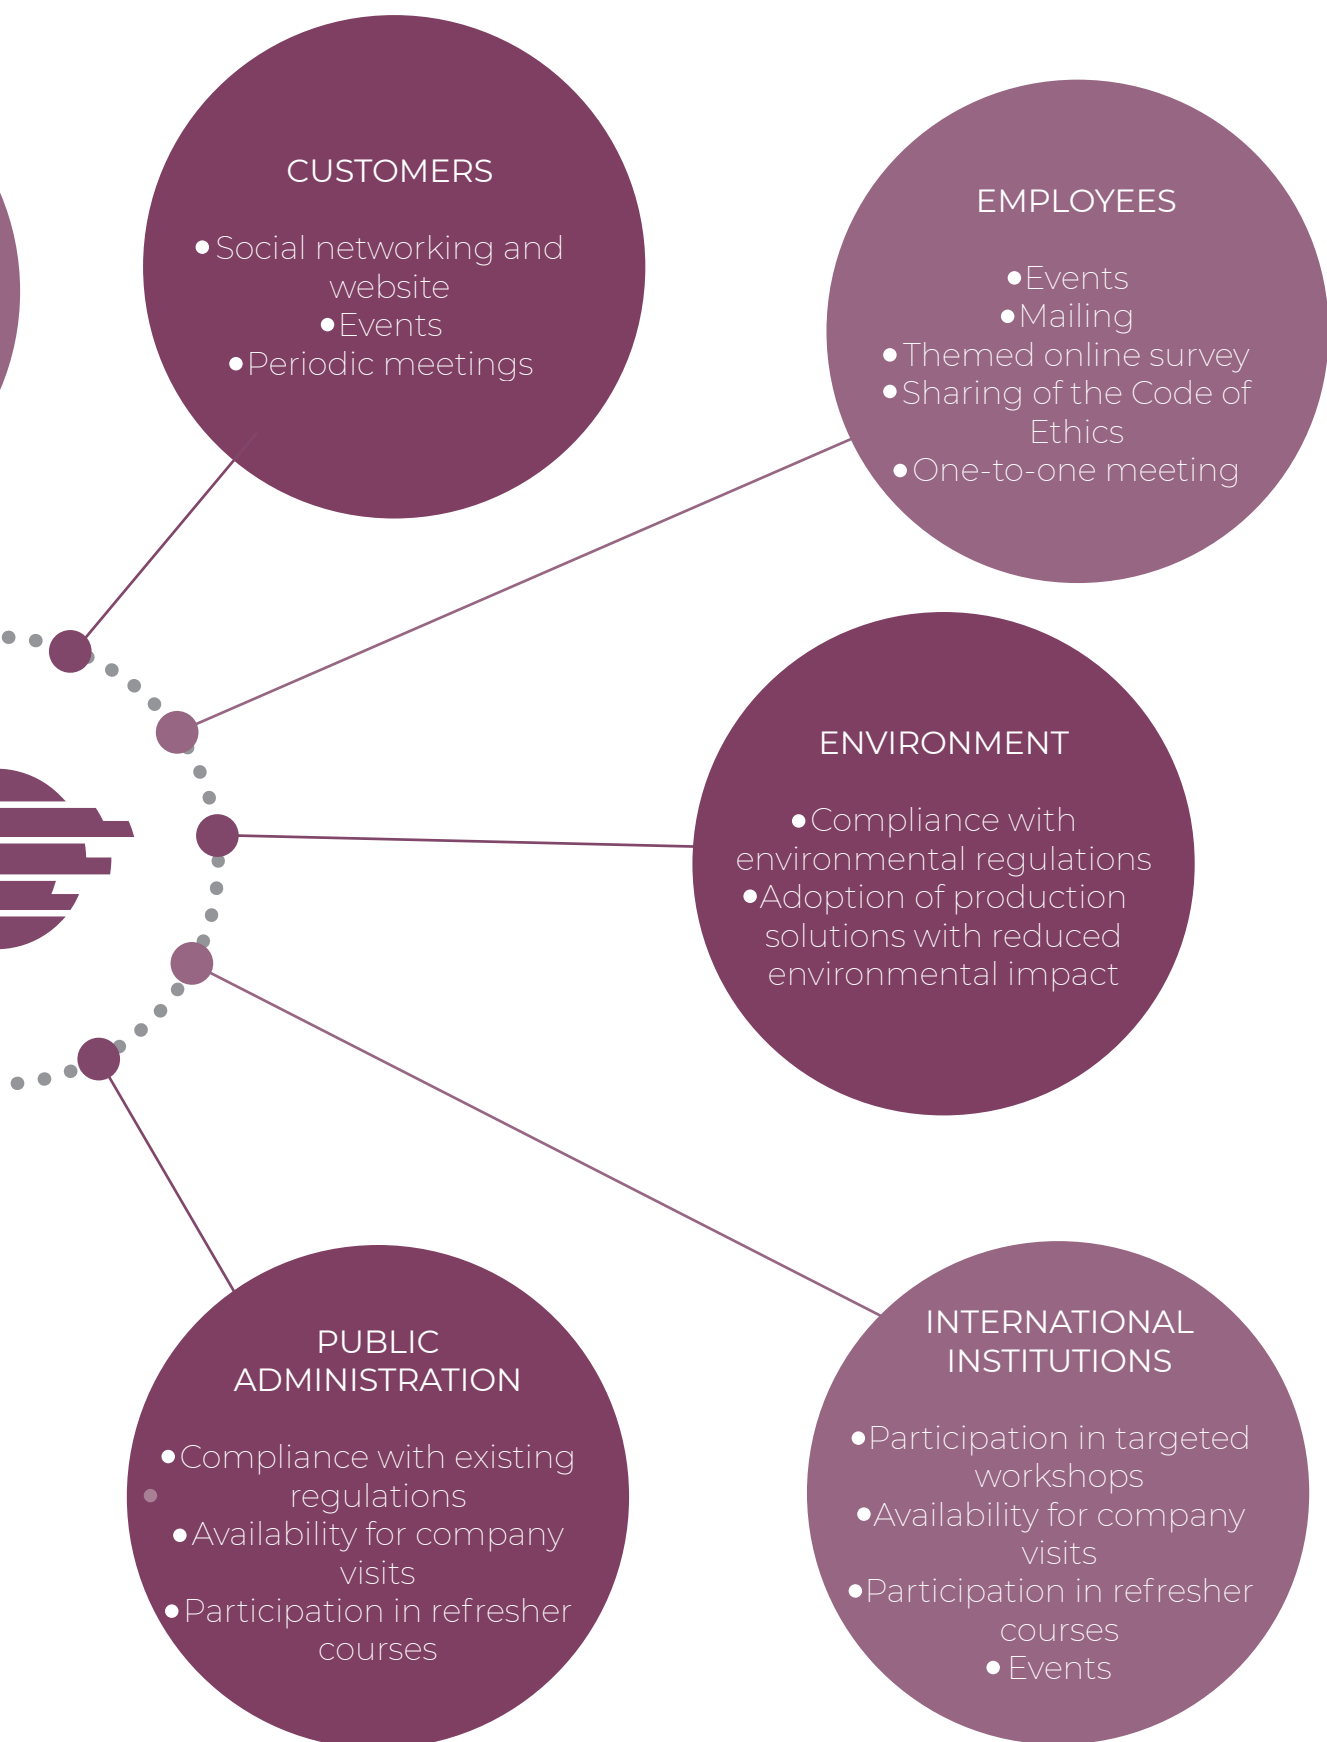 CUSTOMERS
•Social networking and
website
•Events
•Periodic meetings
EMPLOYEES
•Events
•Mailing
•Themed online survey
•Sharing of the Code of
Ethics
•One-to-one meeting
ENVIRONMENT
•Compliance with
environmental regulations
•Adoption of production
solutions with reduced
environmental impact
PUBLIC
ADMINISTRATION
•Compliance with existing
regulations
•Availability for company
visits
•Participation in refresher
courses
INTERNATIONAL
INSTITUTIONS
•Participation in targeted
workshops
•Availability for company
visits
•Participation in refresher
courses
•Events